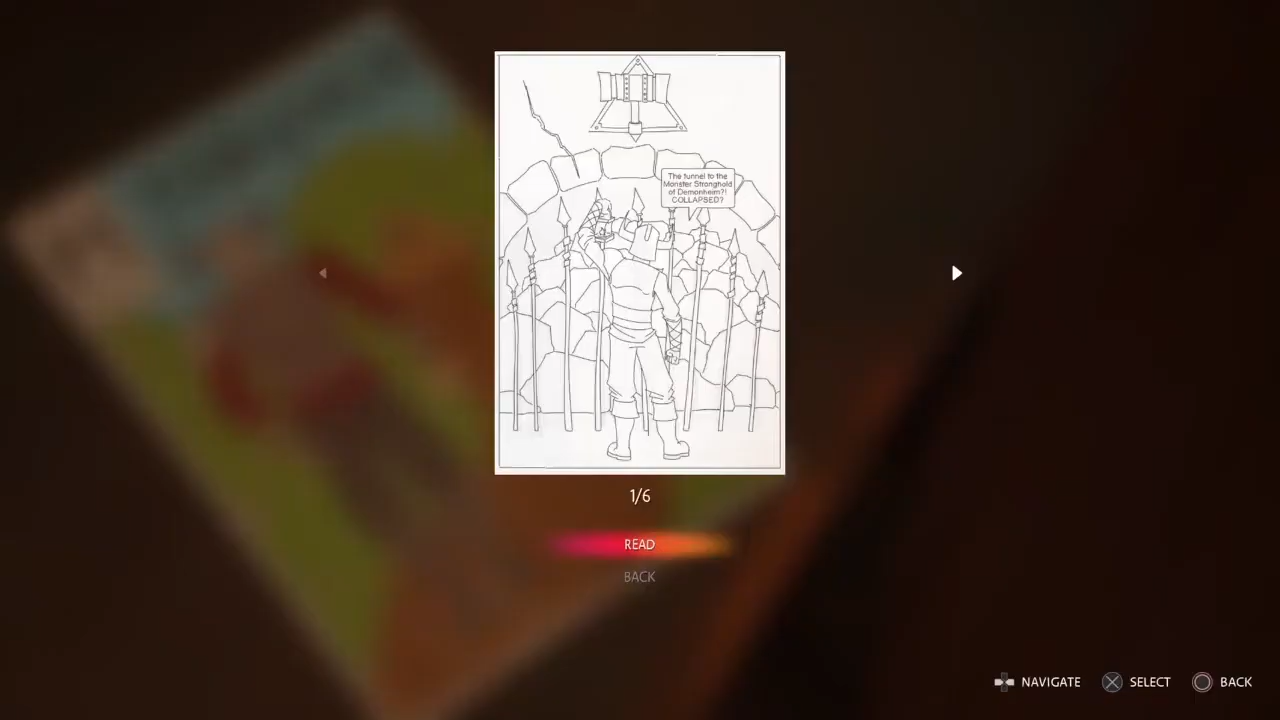 The tunnel to the
Monster Stronghold
of Demonheim?!
COLLAPSED?
1/6
READ
BACK
NAVIGATE
SELECT
BACK